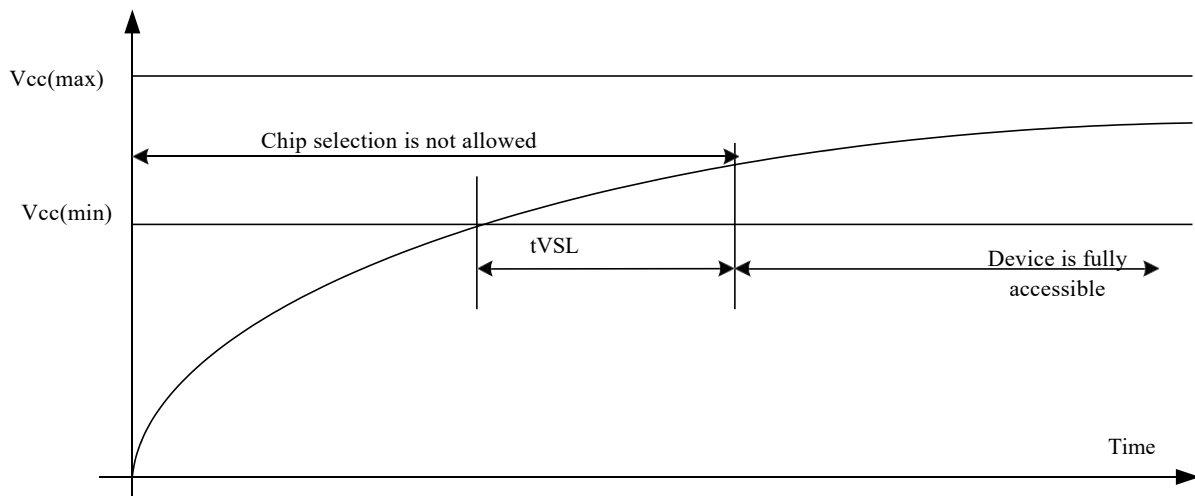 Vcc(max)
Chip selection is not allowed
Vcc(min)
tVSL
Device is fully
accessible
Time